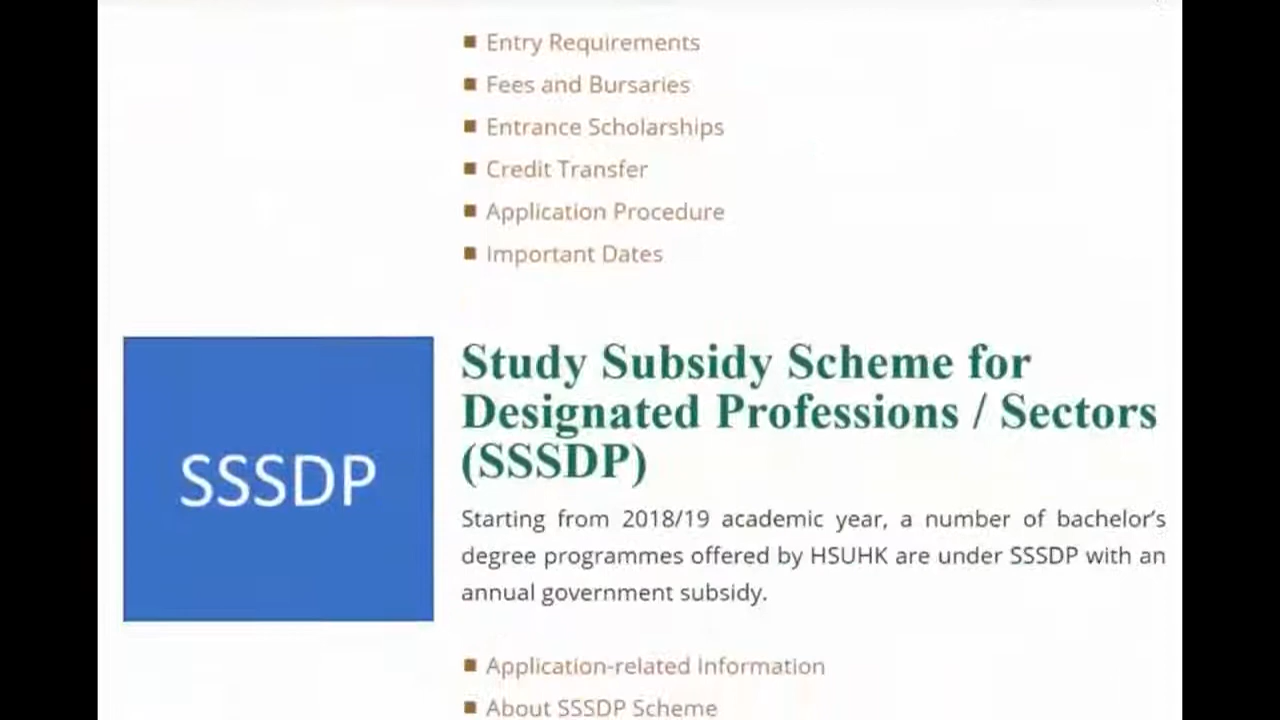 Entry Requirements
Fees and Bursaries
Entrance Scholarships
Credit Transfer
Application Procedure
Important Dates
SSSDP
Study Subsidy Scheme for
Designated Professions / Sectors
(SSSDP)
Starting from 2018/19 academic year, a number of bachelor’s
degree programmes offered by HSUHK are under SSSDP with an
annual government subsidy.
Application-related Information
About SSSDP Scheme